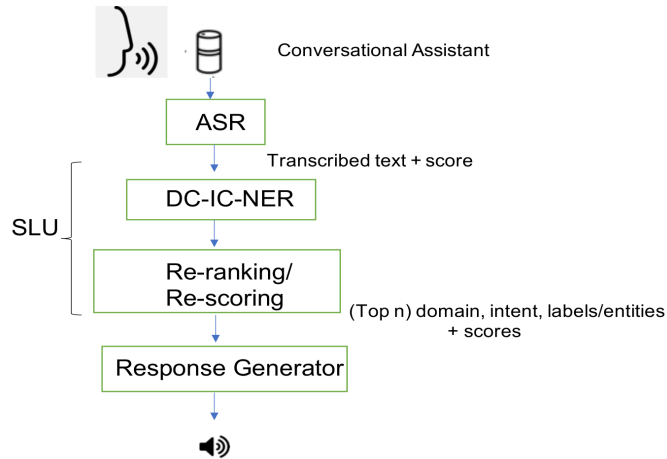 Conversational Assistant
ASR
Transcribed text + score
DC-IC-NER
SLU
Re-ranking/
Re-scoring
(Top n) domain, intent, labels/entities
+ scores
Response Generator